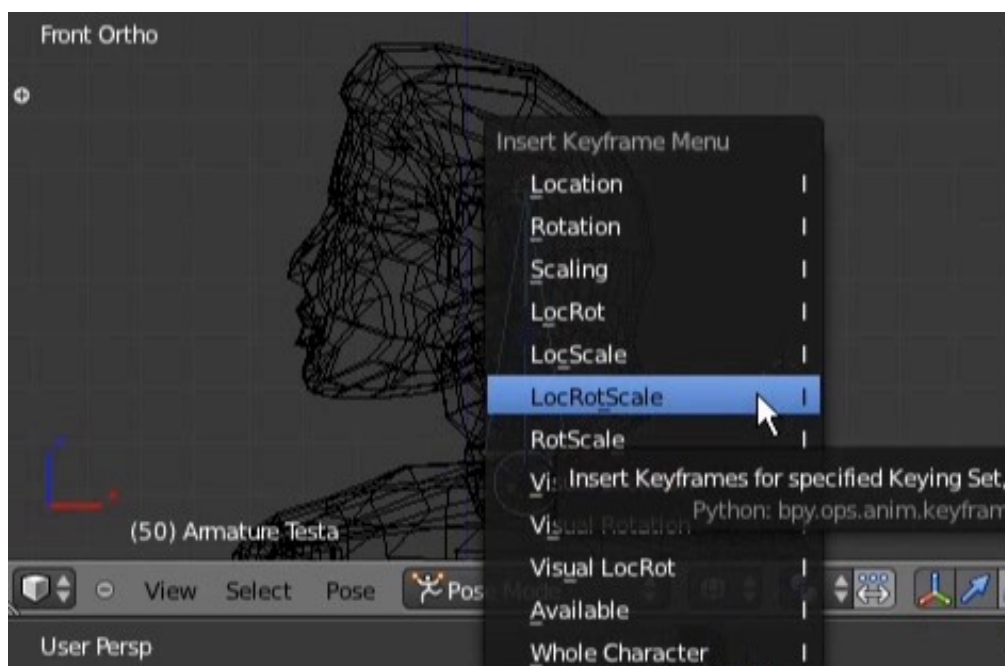 Front Ortho
Insert Keyframe Menu
Location I
Rotation I
Scaling I
LocRot I
LocScale I
LocRotScale I
RotScale I
Insert Keyframes for specified Keying Set,
Python: bpy.ops.anim.keyfram
Visual Rotation
(50) Armature Testa
Visual LocRot I
View Select Pose Pose Mode
Available I
User Persp
Whole Character I